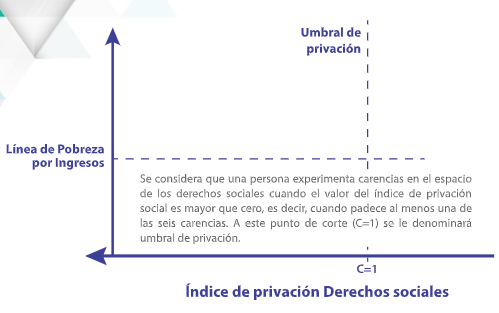 Umbral de
privación
Línea de Pobreza
por Ingresos
Se considera que una persona experimenta carencias en el espacio
de los derechos sociales cuando el valor del índice de privación
social es mayor que cero, es decir, cuando padece al menos una de
las seis carencias. A este punto de corte (C=1) se le denominará
umbral de privación.
C=1
Índice de privación Derechos sociales